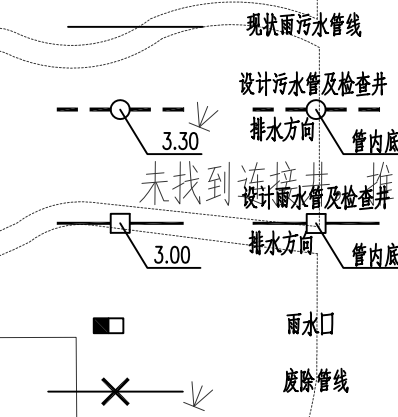 现状雨污水管线
设计污水管及检查井
排水方向
3.30
管内底
未找到连接井，推
设计雨水管及检查井
排水方向
3.00
管内底
雨水口
废除管线